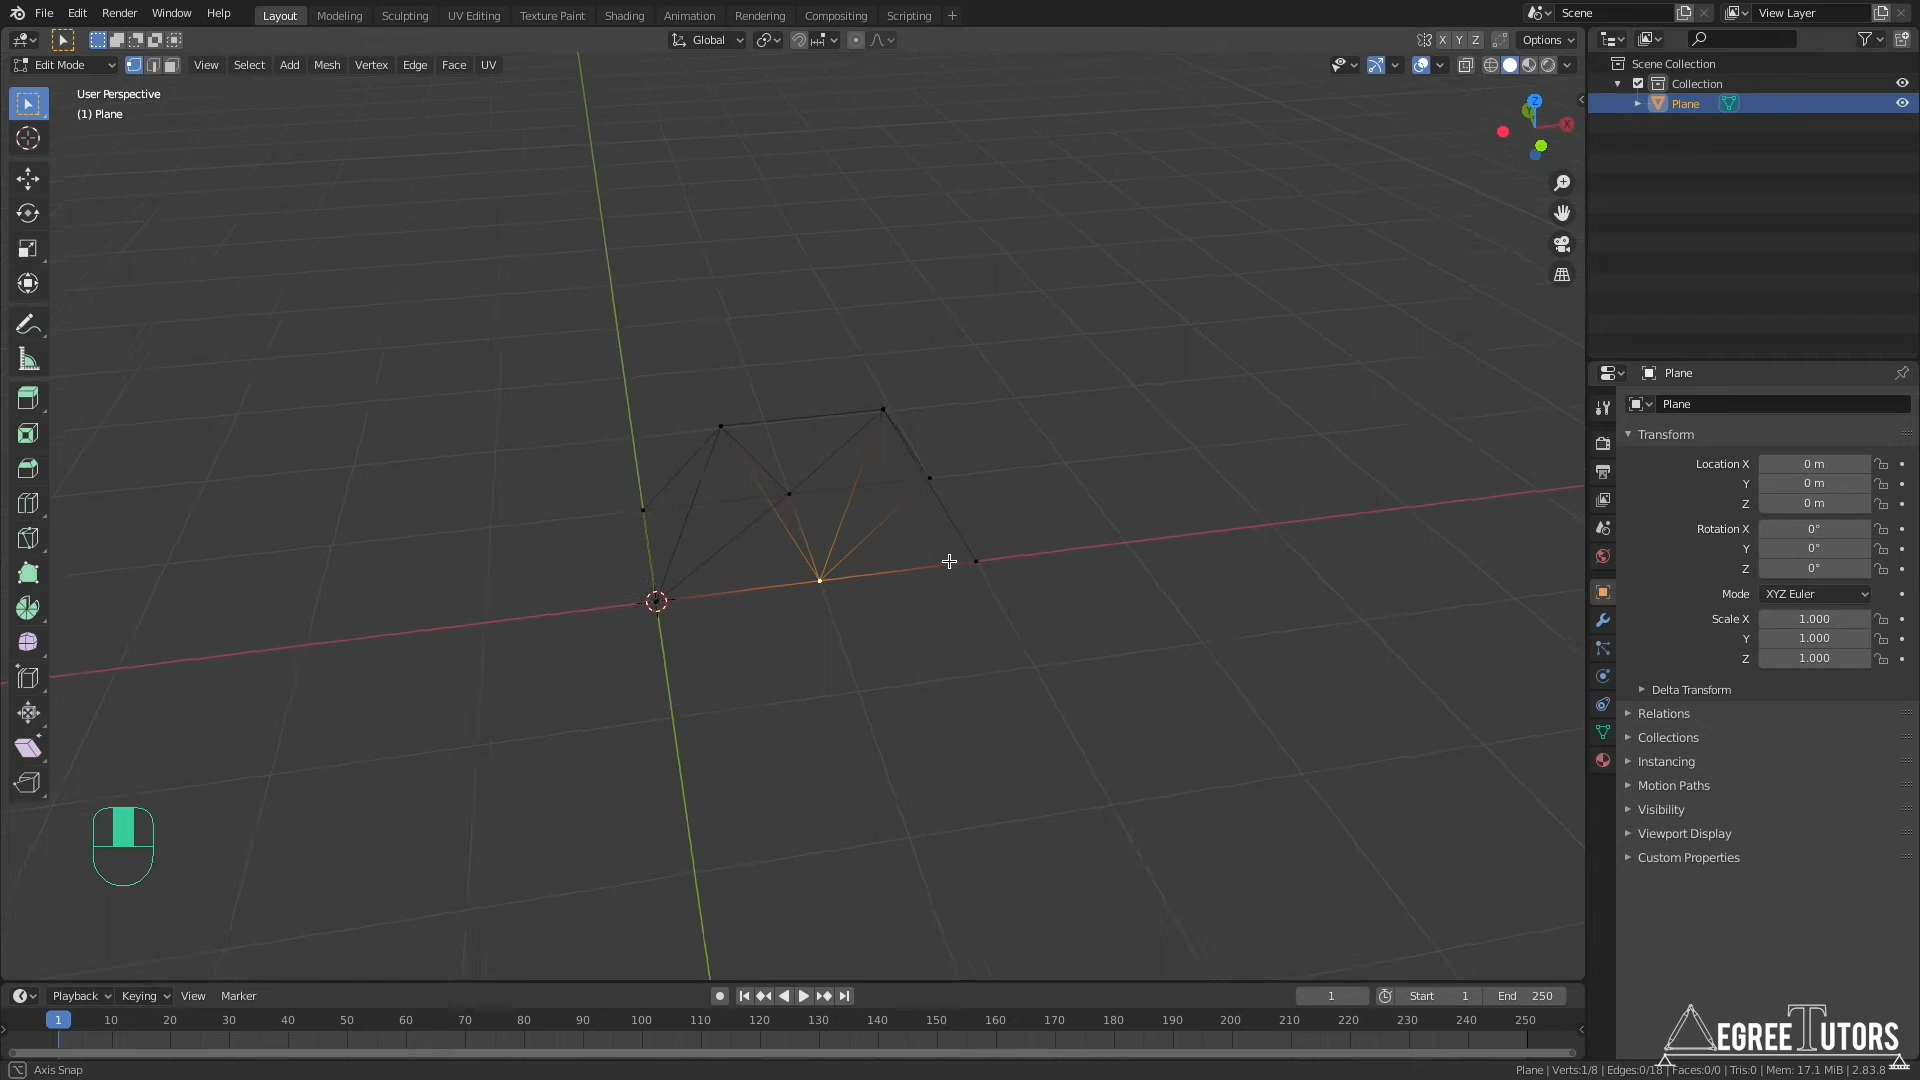 File Edit Render Window Help Layout Modeling Sculpting UV Editing Texture Paint Shading Animation Rendering Compositing Scripting + Scene View Layer
Global X Y Z Options
Edit Mode View Select Add Mesh Vertex Edge Face UV
User Perspective
(1) Plane
Z
Y
X
Scene Collection
Collection
Plane
Plane
Plane
Transform
Location X 0 m
Y 0 m
Z 0 m
Rotation X 0°
Y 0°
Z 0°
Mode XYZ Euler
Scale X 1.000
Y 1.000
Z 1.000
Delta Transform
Relations
Collections
Instancing
Motion Paths
Visibility
Viewport Display
Custom Properties
Playback Keying View Marker 1 Start 1 End 250
1 10 20 30 40 50 60 70 80 90 100 110 120 130 140 150 160 170 180 190 200 210 220 230 240 250
DEGREE TUTORS
Axis Snap Plane | Verts:1/8 | Edges:0/18 | Faces:0/0 | Tris:0 | Mem: 17.1 MiB | 2.83.8